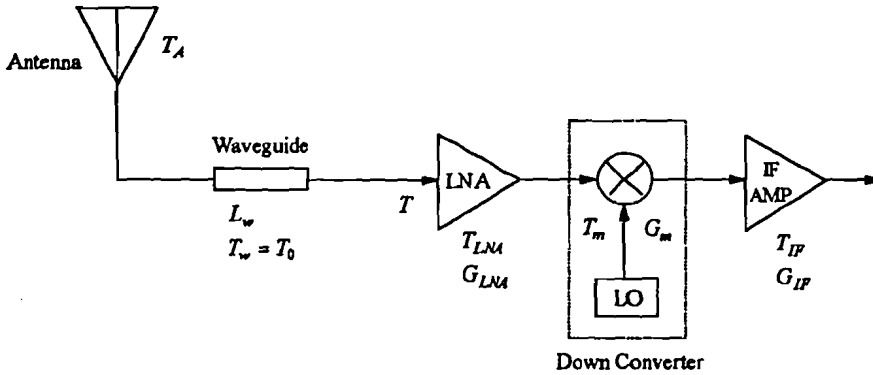 Antenna
T_A
Waveguide
L_w
T_w = T_0
T
LNA
T_LNA
G_LNA
T_m
G_m
LO
Down Converter
IF
AMP
T_IF
G_IF